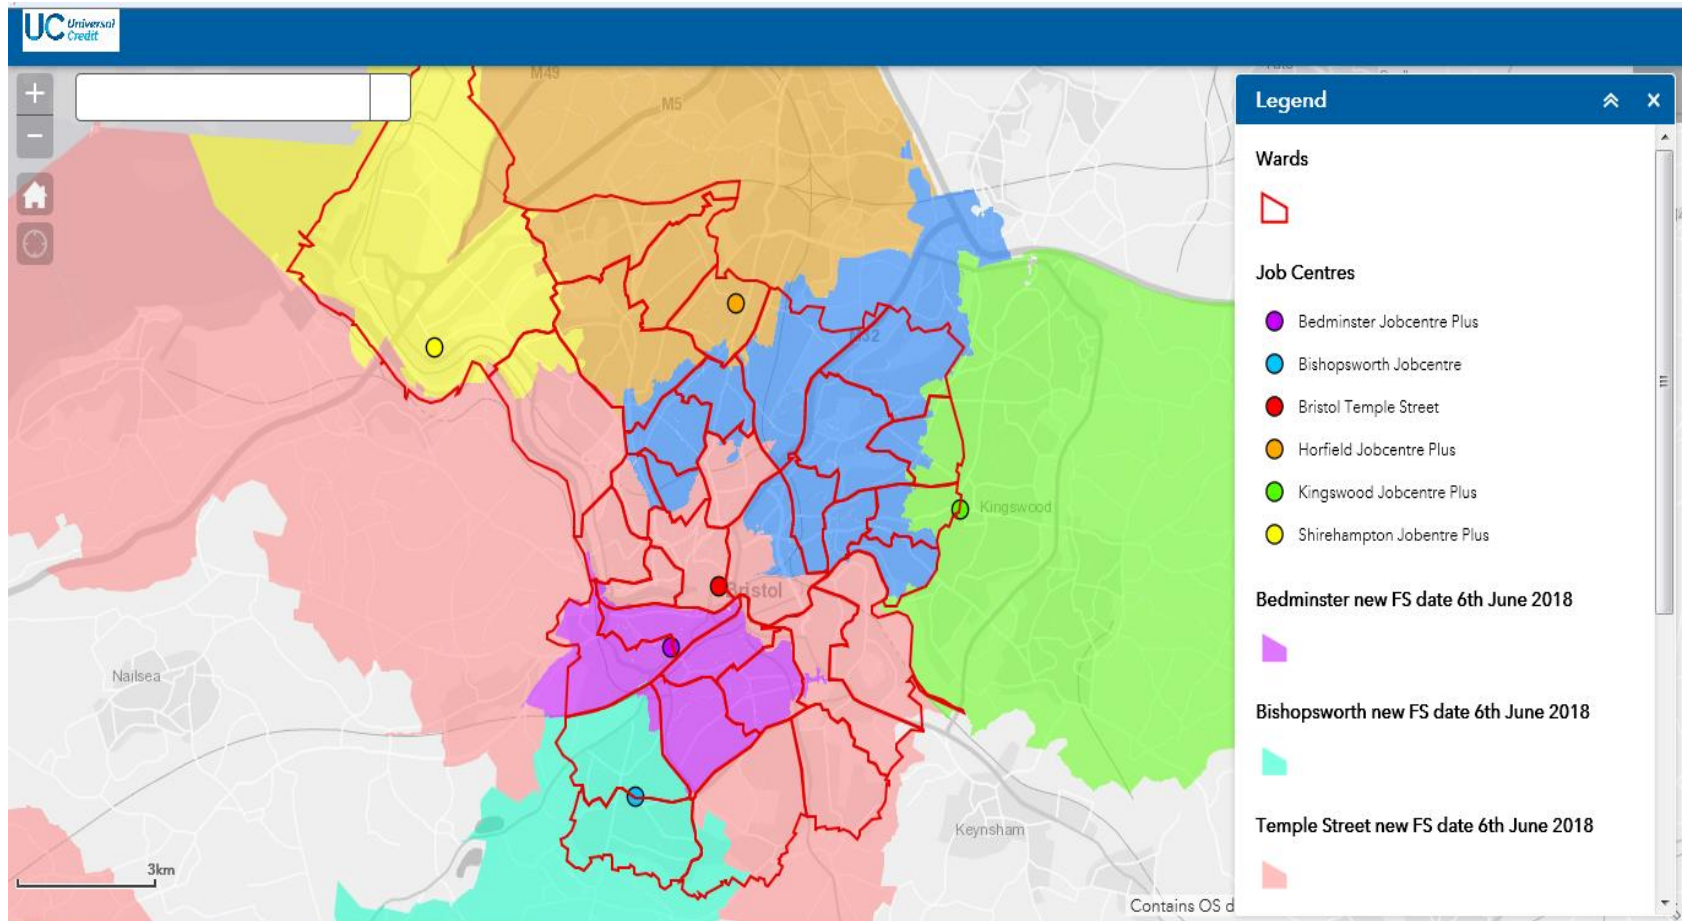 UC Universal
Credit
M49
M5
M32
Kingswood
Bristol
Nailsea
Keynsham
3km
Contains OS d
Legend
Wards
Job Centres
Bedminster Jobcentre Plus
Bishopsworth Jobcentre
Bristol Temple Street
Horfield Jobcentre Plus
Kingswood Jobcentre Plus
Shirehampton Jobentre Plus
Bedminster new FS date 6th June 2018
Bishopsworth new FS date 6th June 2018
Temple Street new FS date 6th June 2018